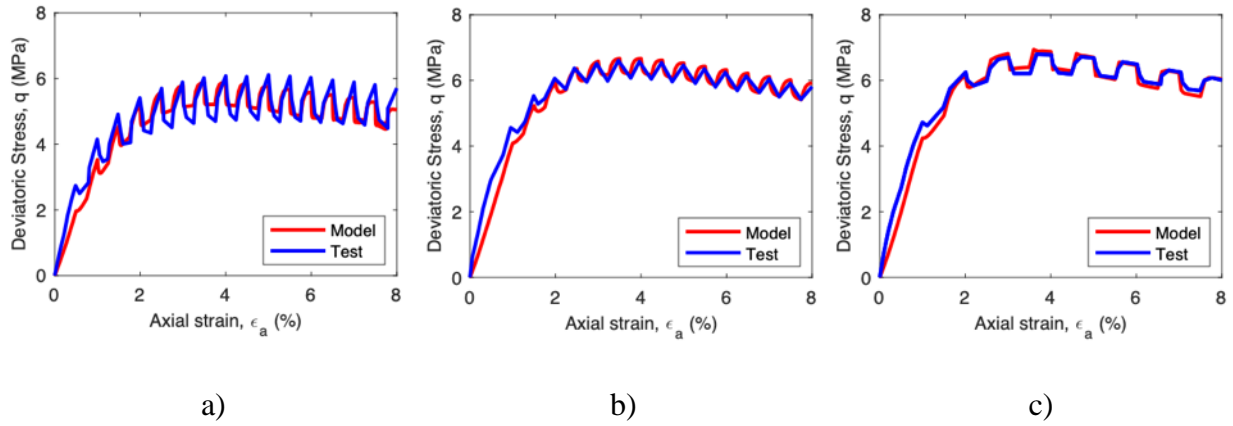 8
6
4
2
0
Deviatoric Stress, q (MPa)
Model
Test
0
2
4
6
8
Axial strain, ϵa (%)
a)
8
6
4
2
0
Deviatoric Stress, q (MPa)
Model
Test
0
2
4
6
8
Axial strain, ϵa (%)
b)
8
6
4
2
0
Deviatoric Stress, q (MPa)
Model
Test
0
2
4
6
8
Axial strain, ϵa (%)
c)